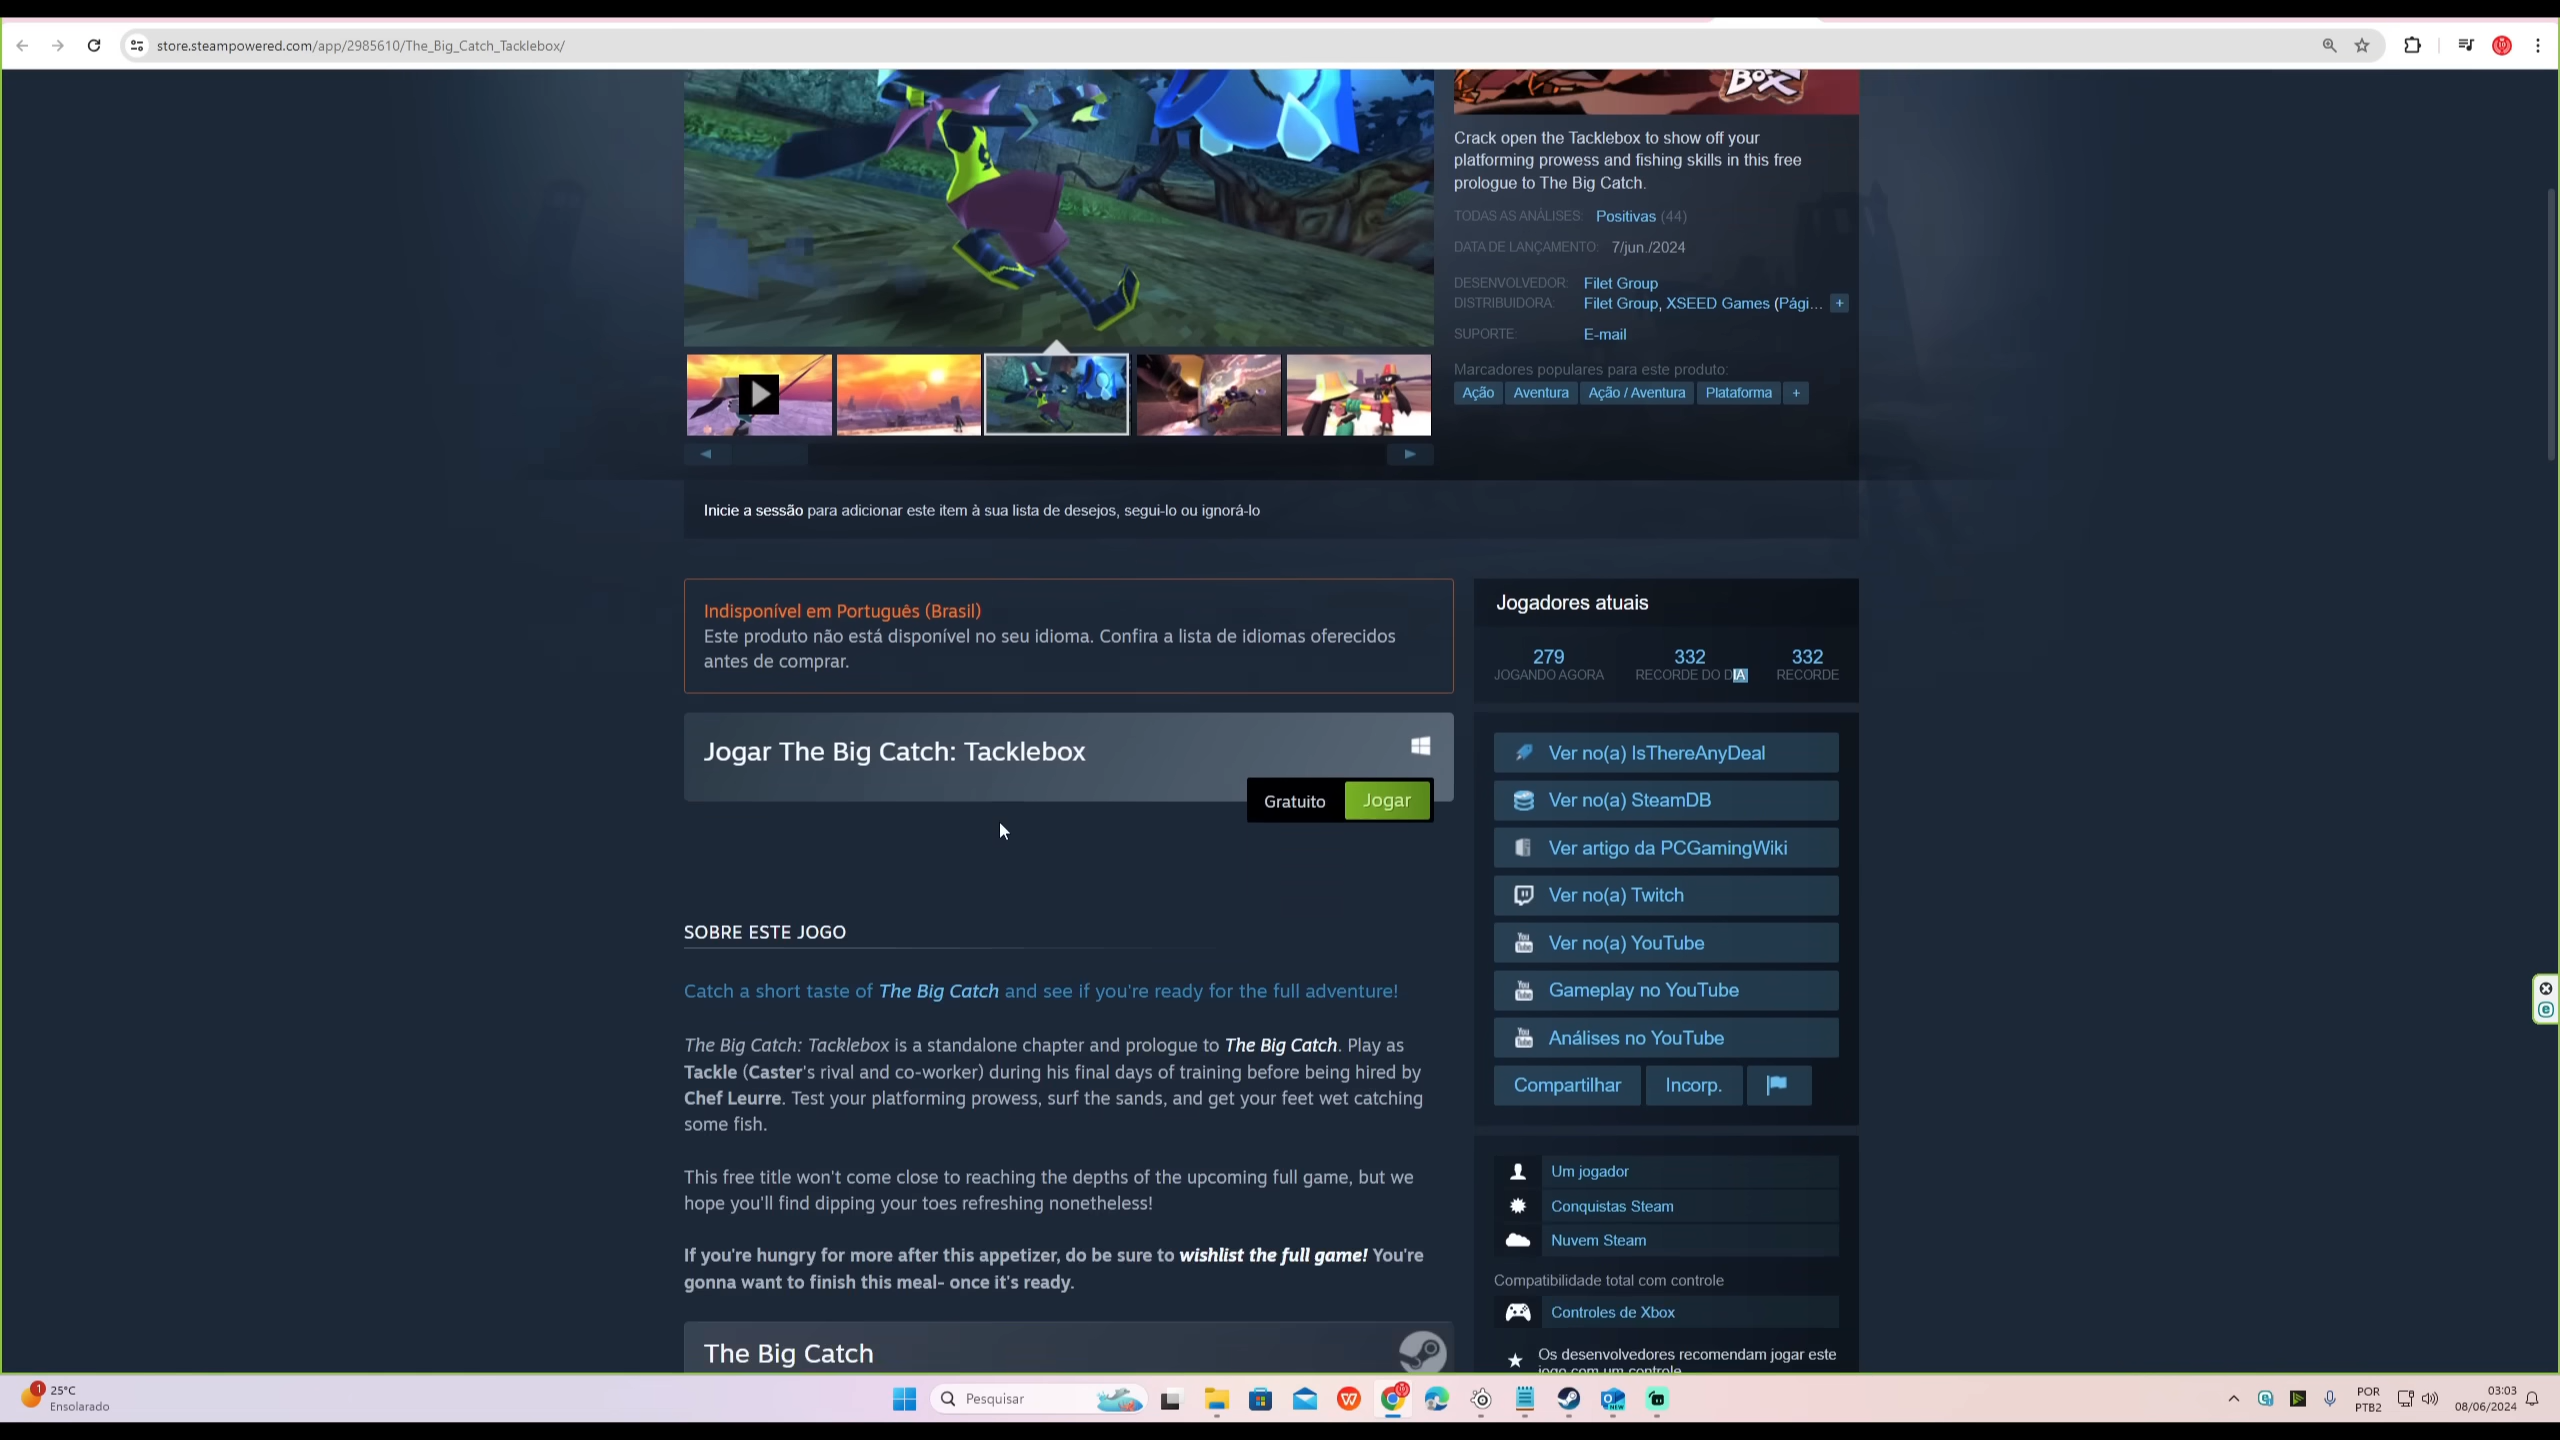 store.steampowered.com/app/2985610/The_Big_Catch_Tacklebox/
BOX
Crack open the Tacklebox to show off your
platforming prowess and fishing skills in this free
prologue to The Big Catch.
TODAS AS ANÁLISES: Positivas (44)
DATA DE LANÇAMENTO: 7/jun./2024
DESENVOLVEDOR: Filet Group
DISTRIBUIDORA: Filet Group, XSEED Games (Pági... +
SUPORTE: E-mail
Marcadores populares para este produto:
Ação Aventura Ação / Aventura Plataforma +
Inicie a sessão para adicionar este item à sua lista de desejos, segui-lo ou ignorá-lo
Indisponível em Português (Brasil)
Este produto não está disponível no seu idioma. Confira a lista de idiomas oferecidos
antes de comprar.
Jogar The Big Catch: Tacklebox
Gratuito Jogar
SOBRE ESTE JOGO
Catch a short taste of The Big Catch and see if you're ready for the full adventure!
The Big Catch: Tacklebox is a standalone chapter and prologue to The Big Catch. Play as
Tackle (Caster's rival and co-worker) during his final days of training before being hired by
Chef Leurre. Test your platforming prowess, surf the sands, and get your feet wet catching
some fish.
This free title won't come close to reaching the depths of the upcoming full game, but we
hope you'll find dipping your toes refreshing nonetheless!
If you're hungry for more after this appetizer, do be sure to wishlist the full game! You're
gonna want to finish this meal- once it's ready.
The Big Catch
Jogadores atuais
279 332 332
JOGANDO AGORA RECORDE DO DIA RECORDE
Ver no(a) IsThereAnyDeal
Ver no(a) SteamDB
Ver artigo da PCGamingWiki
Ver no(a) Twitch
You Tube Ver no(a) YouTube
You Tube Gameplay no YouTube
You Tube Análises no YouTube
Compartilhar Incorp.
Um jogador
Conquistas Steam
Nuvem Steam
Compatibilidade total com controle
Controles de Xbox
Os desenvolvedores recomendam jogar este
jogo com um controle
1
25°C
Ensolarado
Pesquisar
NEW
POR
PTB2
03:03
08/06/2024